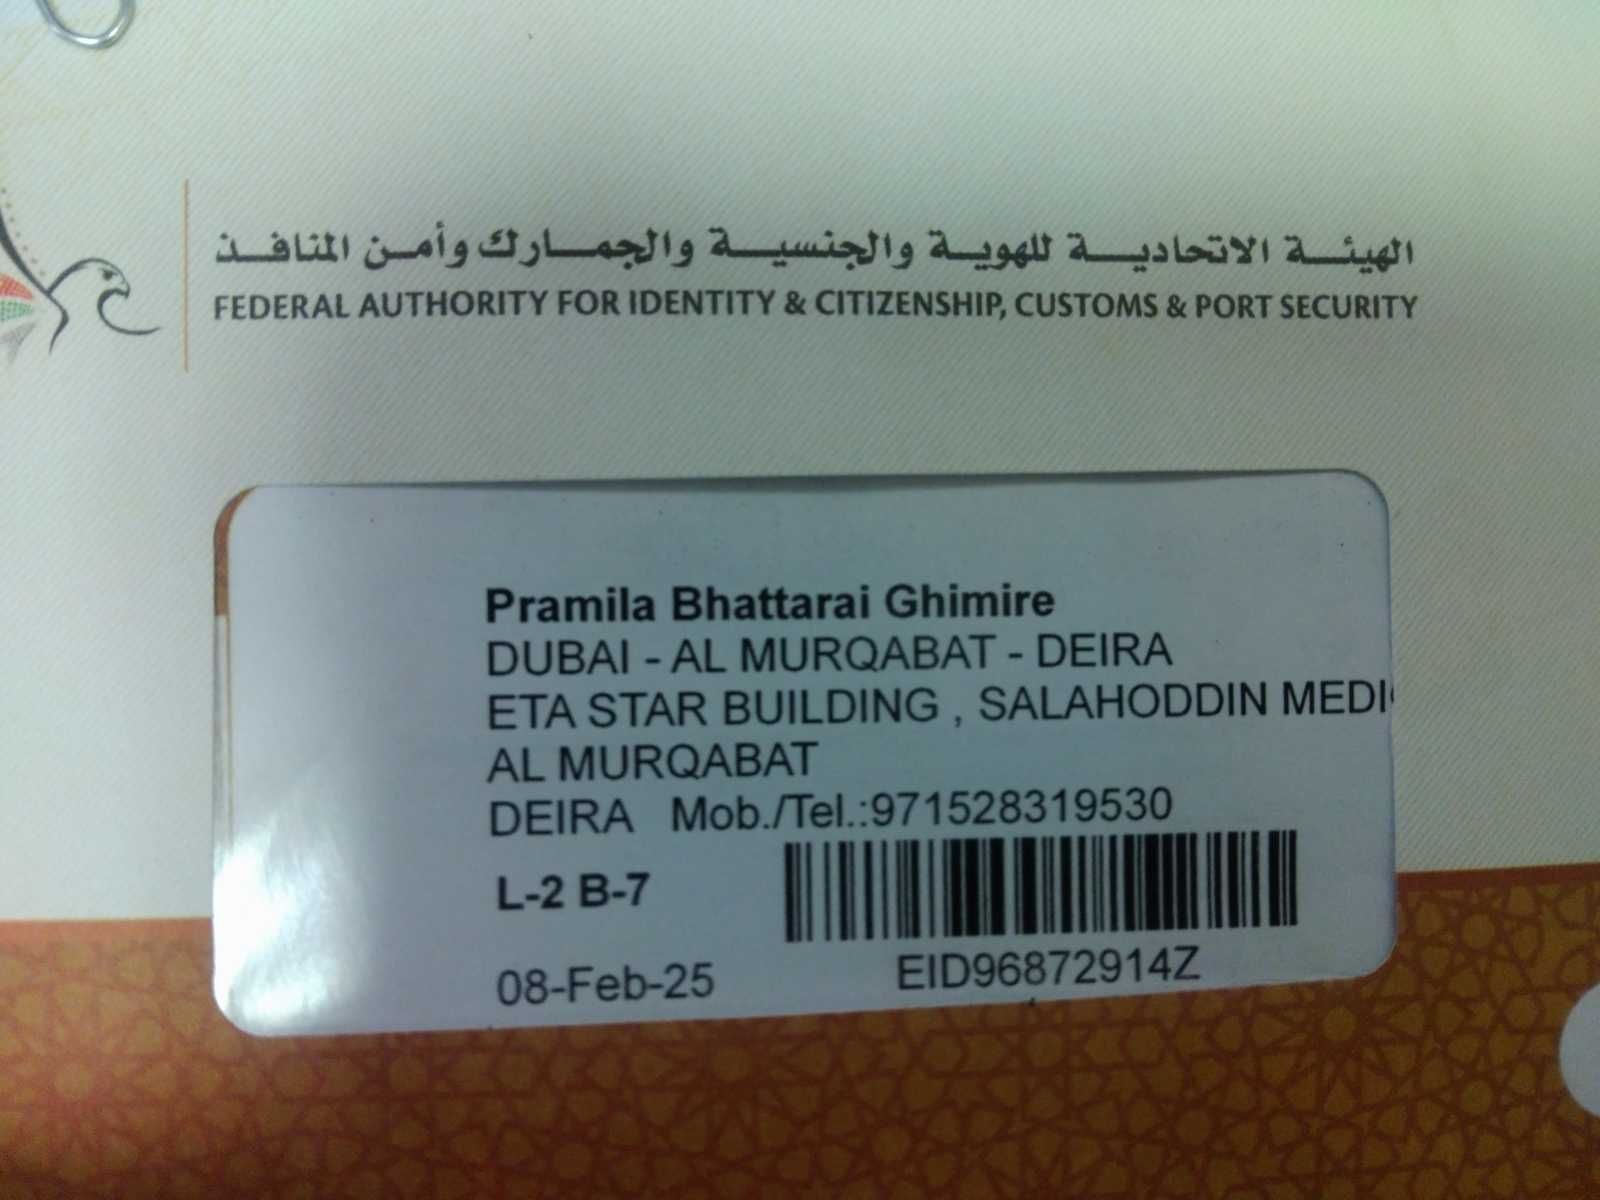 الهيئة الاتحادية للهوية والجنسية والجمارك وأمن المنافذ
FEDERAL AUTHORITY FOR IDENTITY & CITIZENSHIP, CUSTOMS & PORT SECURITY
Pramila Bhattarai Ghimire
DUBAI - AL MURQABAT - DEIRA
ETA STAR BUILDING , SALAHODDIN
AL MURQABAT
DEIRA Mob./Tel.:971528319530
L-2 B-7
08-Feb-25 EID96872914Z